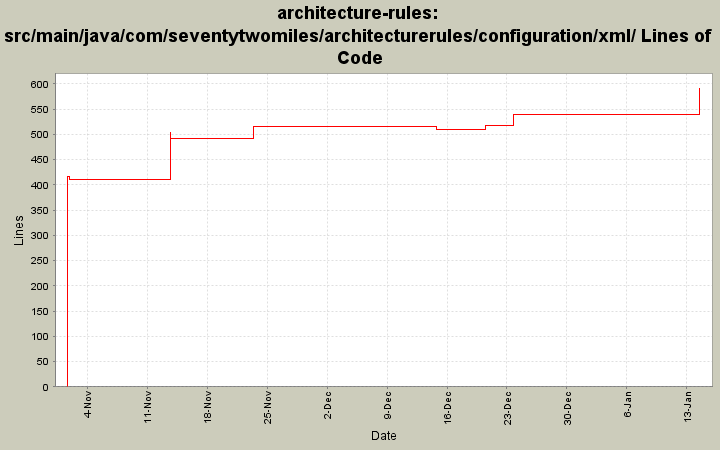 architecture-rules:
src/main/java/com/seventytwomiles/architecturerules/configuration/xml/ Lines of
Code
600
550
500
450
400
350
300
250
200
150
100
50
0
Lines
4-Nov
11-Nov
18-Nov
25-Nov
2-Dec
9-Dec
16-Dec
23-Dec
30-Dec
6-Jan
13-Jan
Date